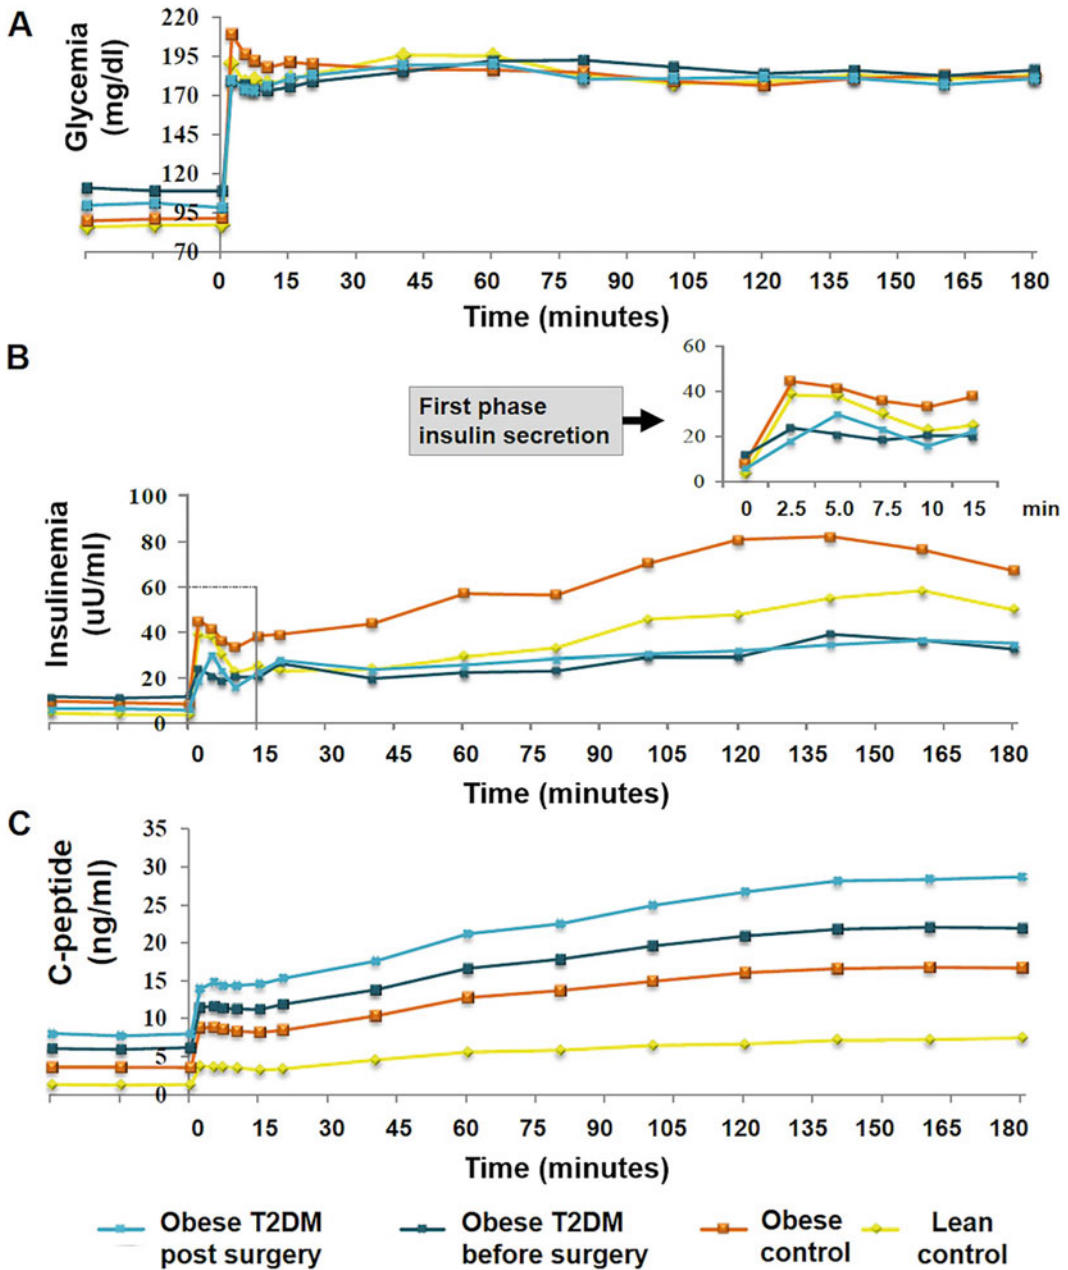 A
Glycemia
(mg/dl)
220
195
170
145
120
95
70
0 15 30 45 60 75 90 105 120 135 145 165 180
Time (minutes)
B
First phase
insulin secretion
60
40
20
0
0 2.5 5.0 7.5 10 15 min
Insulinemia
(uU/ml)
100
80
60
40
20
0
0 15 30 45 60 75 90 105 120 135 150 165 180
Time (minutes)
C
C-peptide
(ng/ml)
35
30
25
20
15
10
5
0
0 15 30 45 60 75 90 105 120 135 145 165 180
Time (minutes)
Obese T2DM
post surgery
Obese T2DM
before surgery
Obese
control
Lean
control